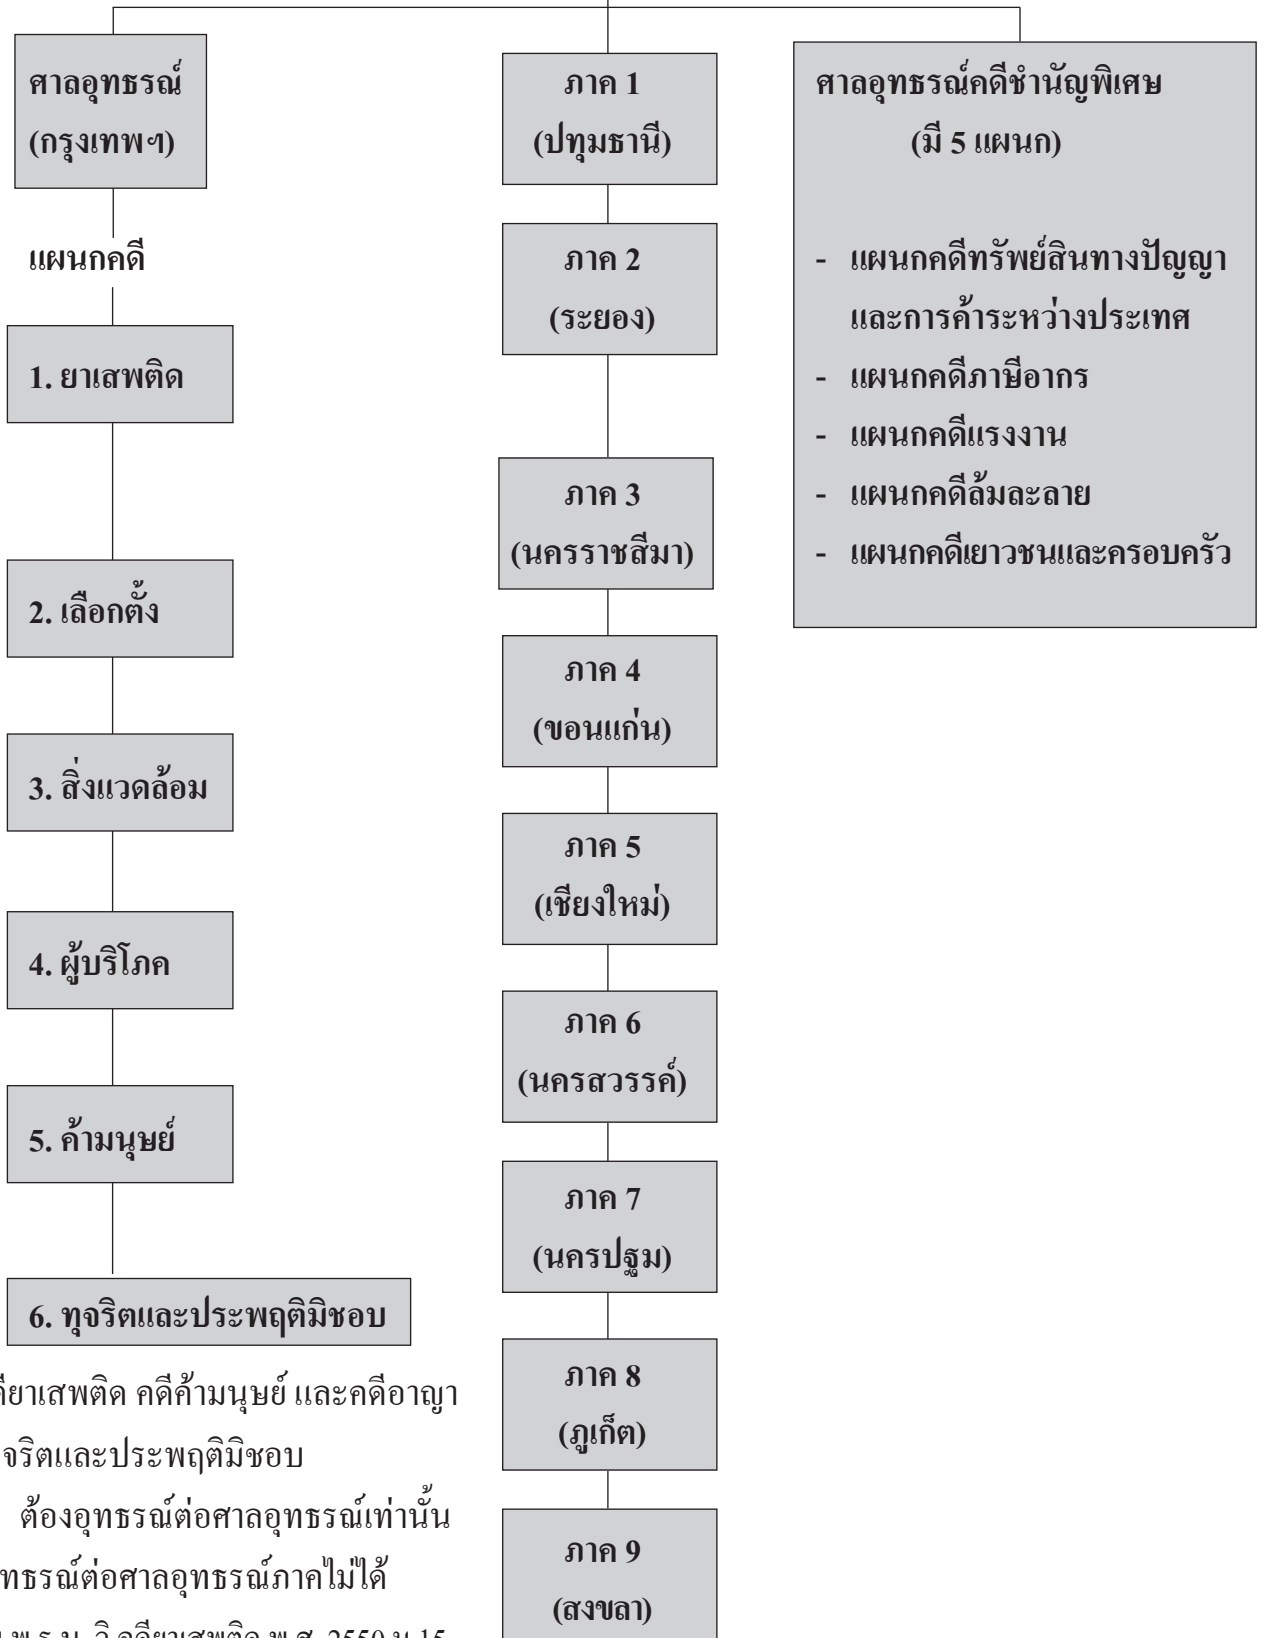 ศาลอุทธรณ์
(กรุงเทพฯ)
แผนกคดี
1. ยาเสพติด
2. เลือกตั้ง
3. สิ่งแวดล้อม
4. ผู้บริโภค
5. ค้ามนุษย์
6. ทุจริตและประพฤติมิชอบ
ยาเสพติด คดีค้ามนุษย์ และคดีอาญา
จริตและประพฤติมิชอบ
ต้องอุทธรณ์ต่อศาลอุทธรณ์เท่านั้น
ทธรณ์ต่อศาลอุทธรณ์ภาคไม่ได้
ภาค 1
(ปทุมธานี)
ภาค 2
(ระยอง)
ภาค 3
(นครราชสีมา)
ภาค 4
(ขอนแก่น)
ภาค 5
(เชียงใหม่)
ภาค 6
(นครสวรรค์)
ภาค 7
(นครปฐม)
ภาค 8
(ภูเก็ต)
ภาค 9
(สงขลา)
ศาลอุทธรณ์คดีชำนัญพิเศษ
(มี 5 แผนก)
- แผนกคดีทรัพย์สินทางปัญญา
และการค้าระหว่างประเทศ
- แผนกคดีภาษีอากร
- แผนกคดีแรงงาน
- แผนกคดีล้มละลาย
- แผนกคดีเยาวชนและครอบครัว